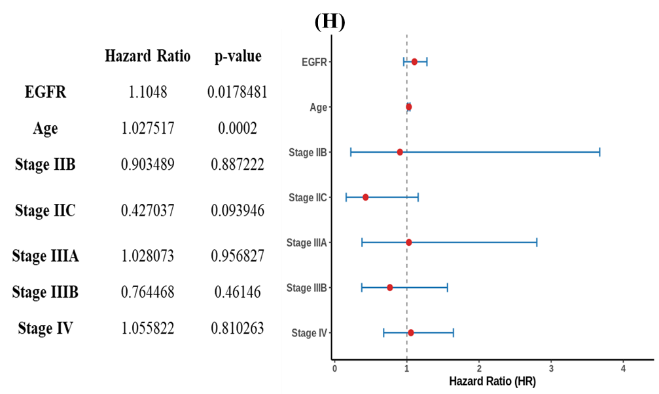 (H)
Hazard Ratio p-value
EGFR 1.1048 0.0178481
Age 1.027517 0.0002
Stage IIB 0.903489 0.887222
Stage IIC 0.427037 0.093946
Stage IIIA 1.028073 0.956827
Stage IIIB 0.764468 0.46146
Stage IV 1.055822 0.810263
EGFR
Age
Stage IIB
Stage IIC
Stage IIIA
Stage IIIB
Stage IV
0 1 2 3 4
Hazard Ratio (HR)